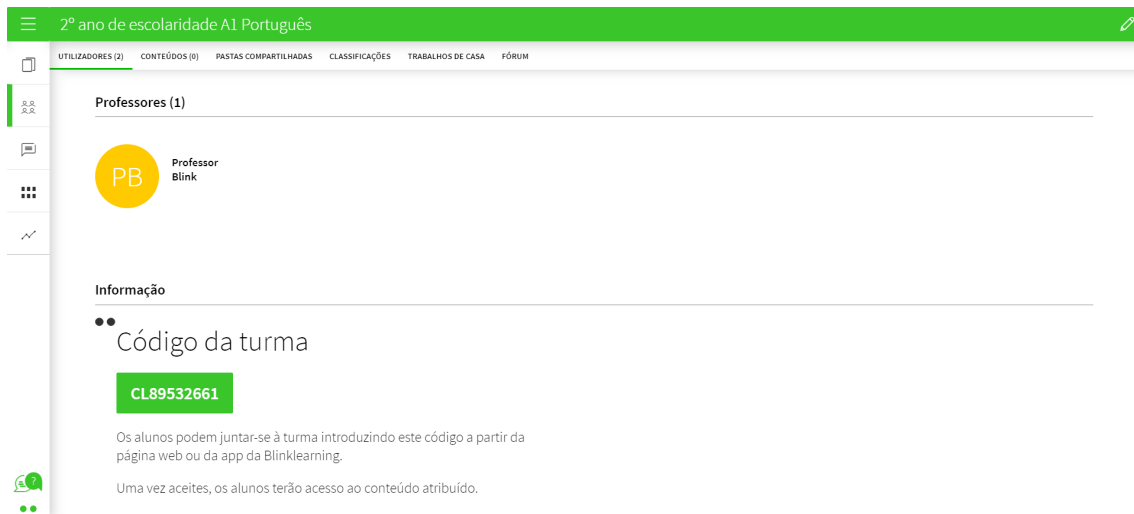 2º ano de escolaridade A1 Português
UTILIZADORES (2) CONTEÚDOS (0) PASTAS COMPARTILHADAS CLASSIFICAÇÕES TRABALHOS DE CASA FÓRUM
Professores (1)
PB
Professor
Blink
Informação
Código da turma
CL89532661
Os alunos podem juntar-se à turma introduzindo este código a partir da
página web ou da app da Blinklearning.
Uma vez aceites, os alunos terão acesso ao conteúdo atribuído.
?